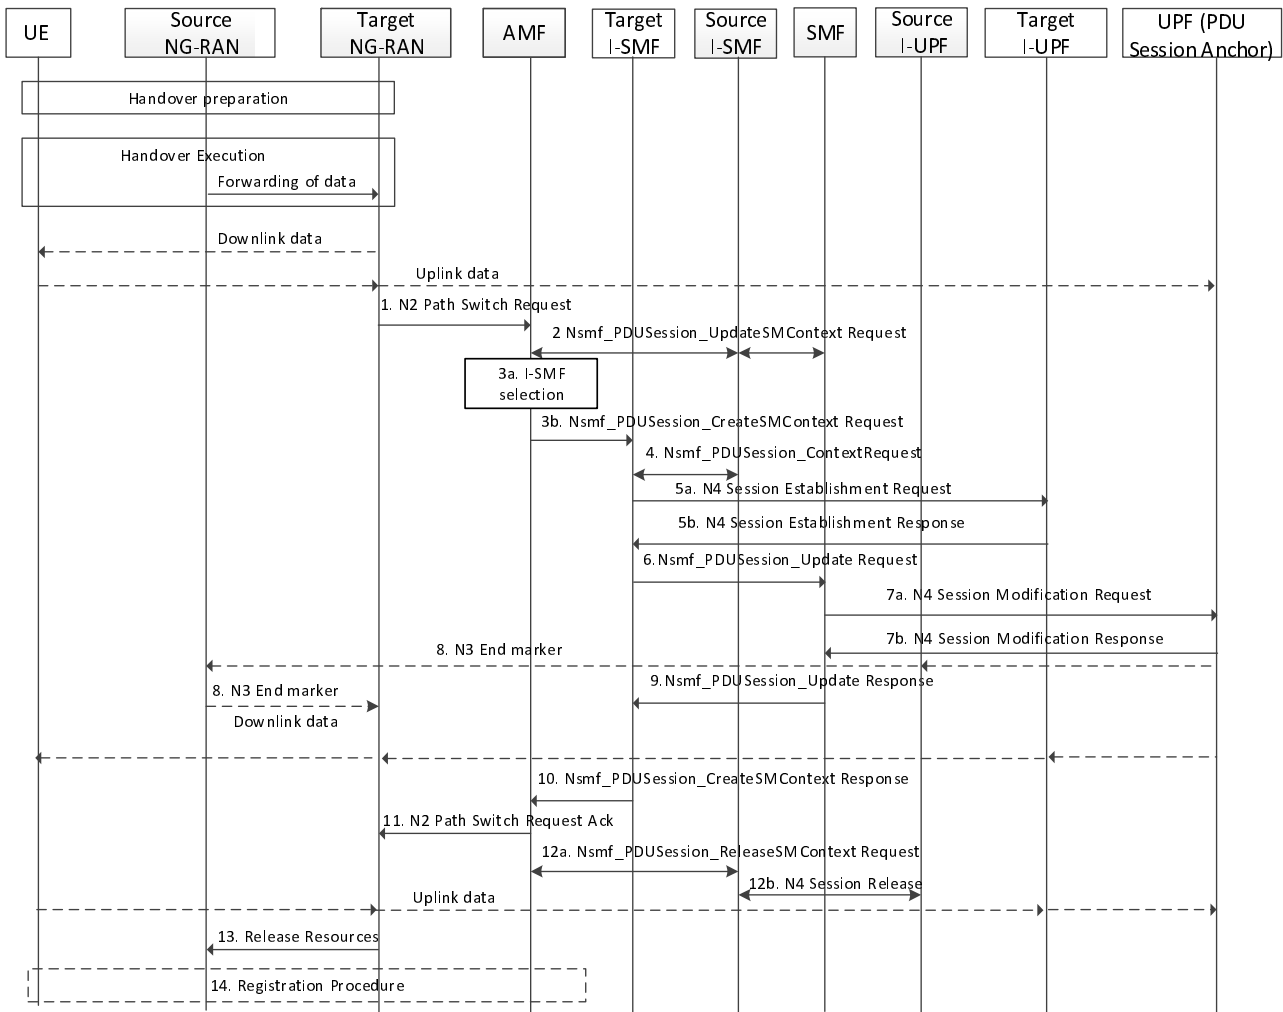 UE
Source
NG-RAN
Target
NG-RAN
AMF
Target
I-SMF
Source
I-SMF
SMF
Source
I-UPF
Target
I-UPF
UPF (PDU
Session Anchor)
Handover preparation
Handover Execution
Forwarding of data
Downlink data
Uplink data
1. N2 Path Switch Request
2 Nsmf_PDUSession_UpdateSMContext Request
3a. I-SMF
selection
3b. Nsmf_PDUSession_CreateSMContext Request
4. Nsmf_PDUSession_ContextRequest
5a. N4 Session Establishment Request
5b. N4 Session Establishment Response
6.Nsmf_PDUSession_Update Request
7a. N4 Session Modification Request
7b. N4 Session Modification Response
8. N3 End marker
9.Nsmf_PDUSession_Update Response
8. N3 End marker
Downlink data
10. Nsmf_PDUSession_CreateSMContext Response
11. N2 Path Switch Request Ack
12a. Nsmf_PDUSession_ReleaseSMContext Request
12b. N4 Session Release
Uplink data
13. Release Resources
14. Registration Procedure